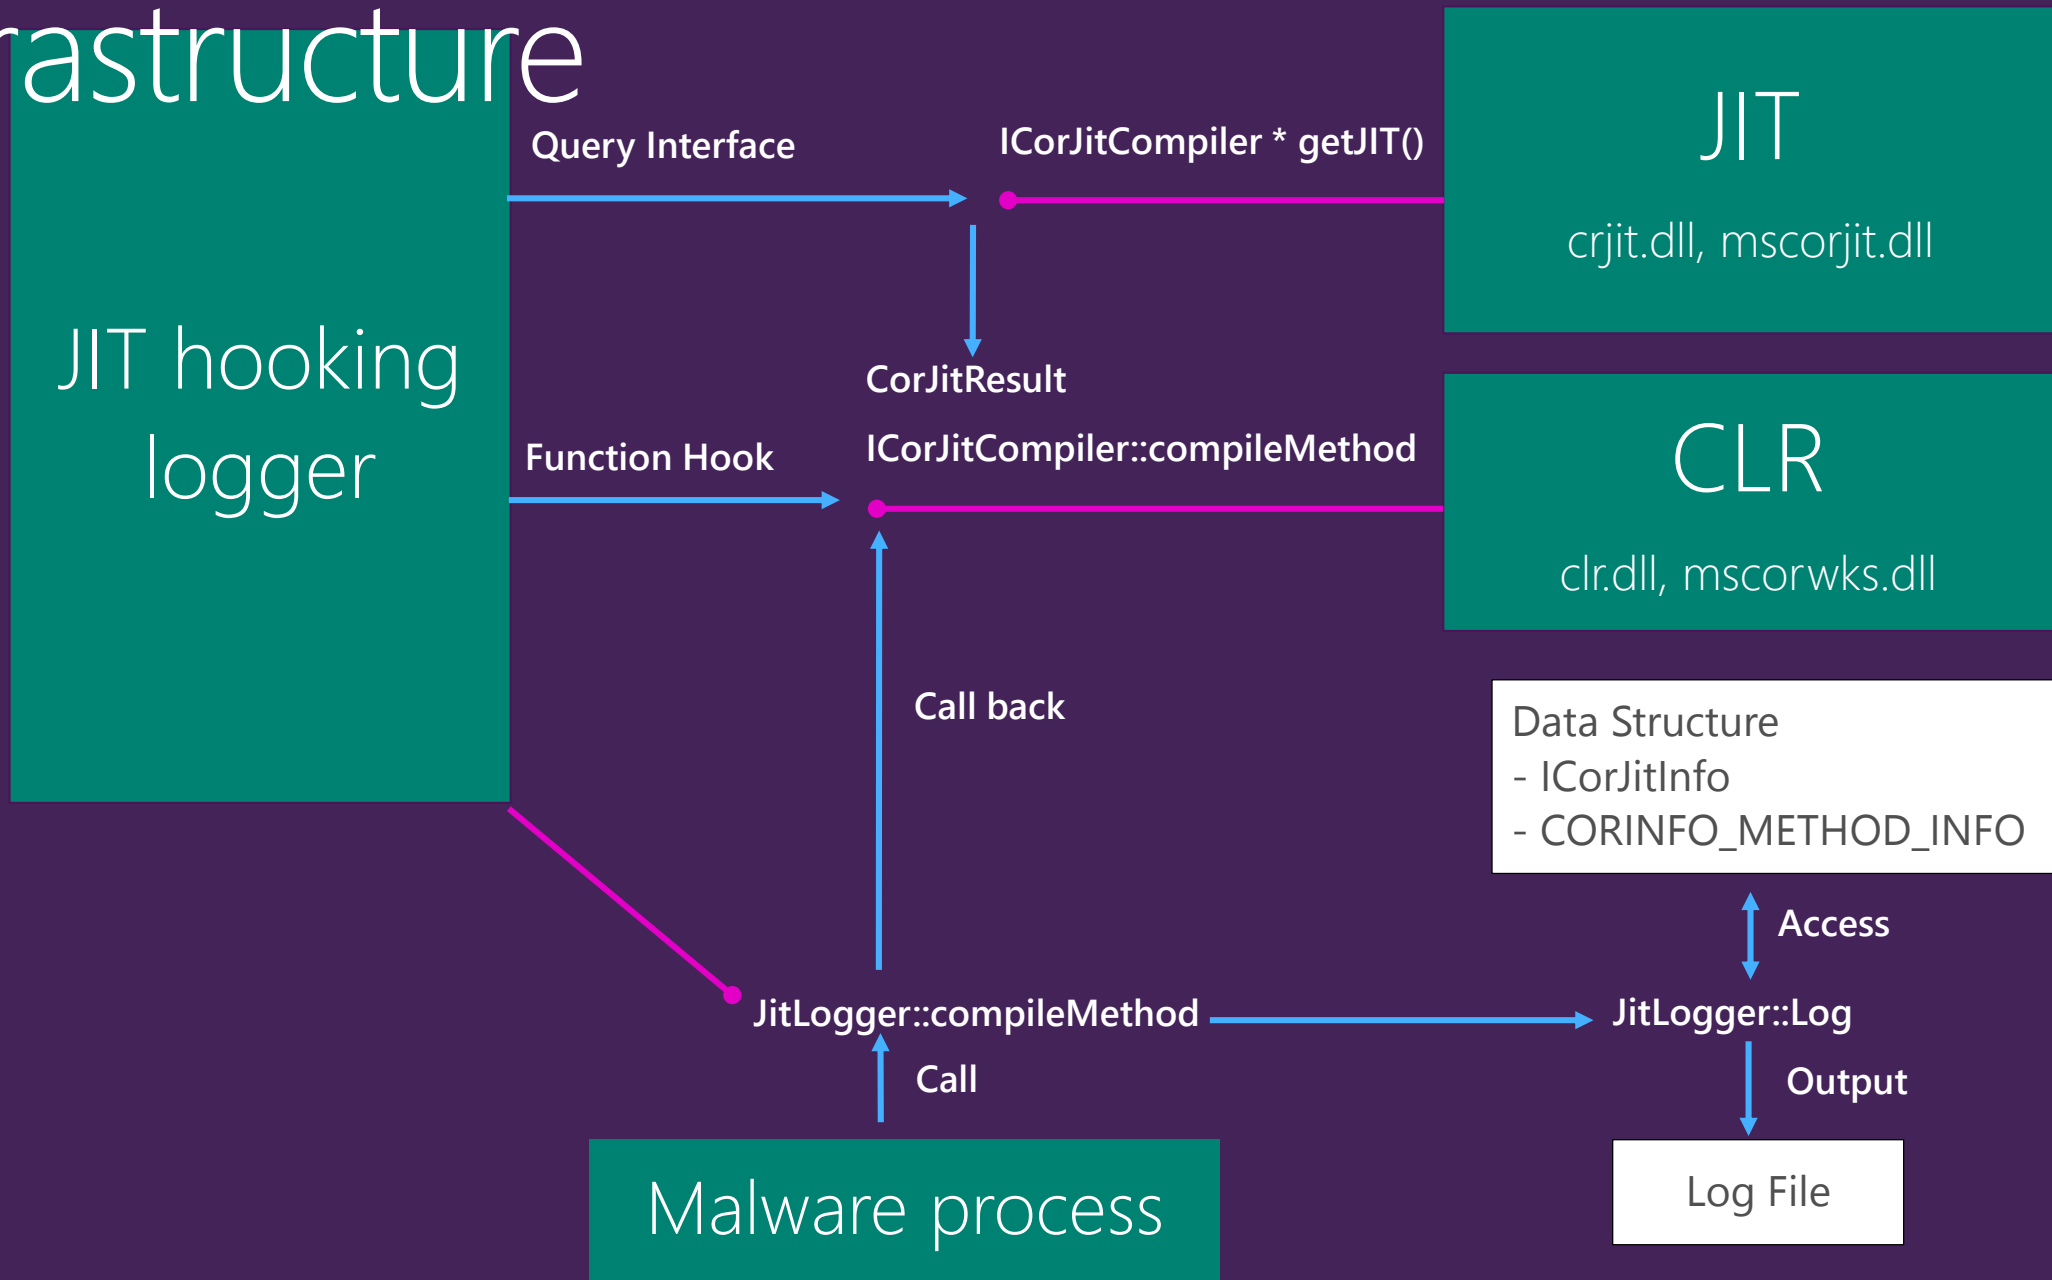 rastructure
JIT hooking
logger
Query Interface
ICorJitCompiler * getJIT()
JIT
crjit.dll, mscorjit.dll
CorJitResult
ICorJitCompiler::compileMethod
Function Hook
CLR
clr.dll, mscorwks.dll
Call back
Data Structure
- ICorJitInfo
- CORINFO_METHOD_INFO
Access
JitLogger::compileMethod
JitLogger::Log
Call
Output
Malware process
Log File